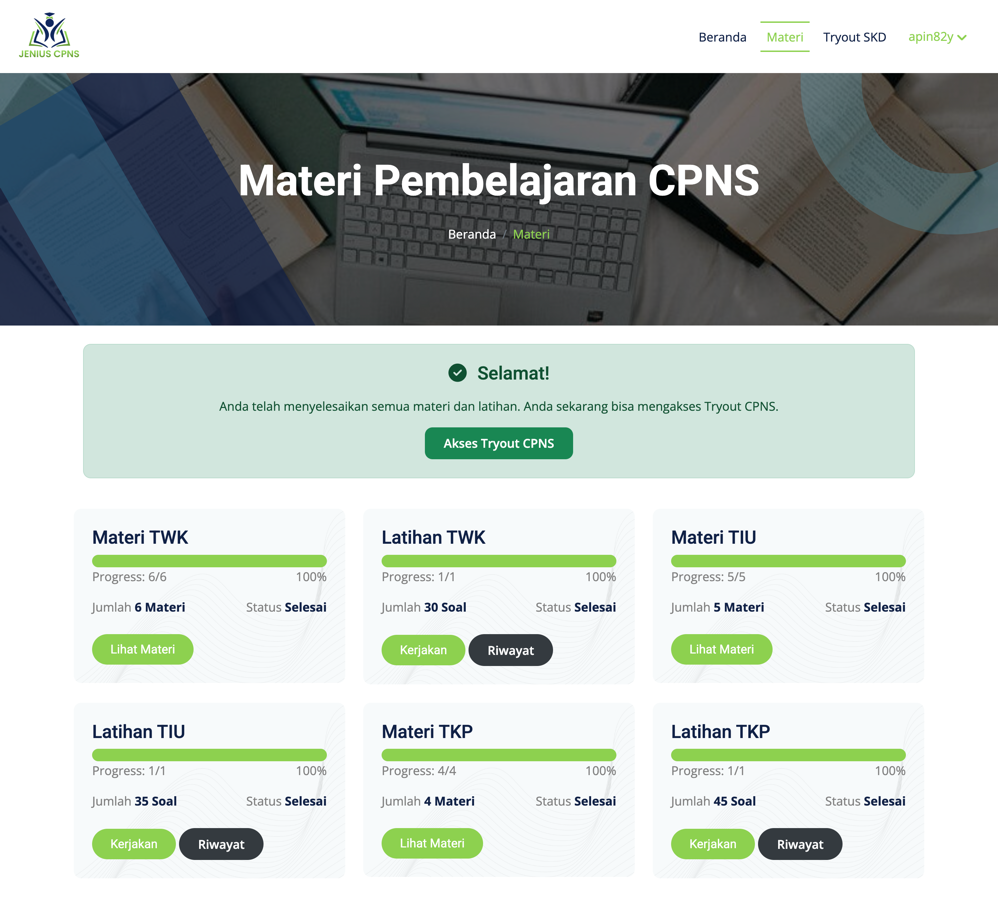 JENIUS CPNS
Beranda Materi Tryout SKD apin82y
Materi Pembelajaran CPNS
Beranda / Materi
Selamat!
Anda telah menyelesaikan semua materi dan latihan. Anda sekarang bisa mengakses Tryout CPNS.
Akses Tryout CPNS
Materi TWK
Progress: 6/6 100%
Jumlah 6 Materi Status Selesai
Lihat Materi
Latihan TWK
Progress: 1/1 100%
Jumlah 30 Soal Status Selesai
Kerjakan Riwayat
Materi TIU
Progress: 5/5 100%
Jumlah 5 Materi Status Selesai
Lihat Materi
Latihan TIU
Progress: 1/1 100%
Jumlah 35 Soal Status Selesai
Kerjakan Riwayat
Materi TKP
Progress: 4/4 100%
Jumlah 4 Materi Status Selesai
Lihat Materi
Latihan TKP
Progress: 1/1 100%
Jumlah 45 Soal Status Selesai
Kerjakan Riwayat